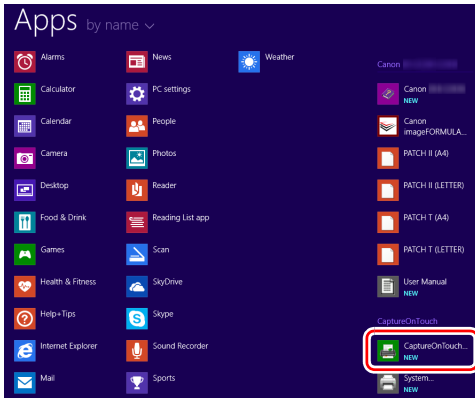 Apps by name
Alarms
Calculator
Calendar
Camera
Desktop
Food & Drink
Games
Health & Fitness
Help+Tips
Internet Explorer
Mail
News
PC settings
People
Photos
Reader
Reading List app
Scan
SkyDrive
Skype
Sound Recorder
Sports
Weather
Canon
Canon
NEW
Canon
imageFORMULA...
PATCH II (A4)
PATCH II (LETTER)
PATCH T (A4)
PATCH T (LETTER)
User Manual
NEW
CaptureOnTouch
CaptureOnTouch...
NEW
System...
NEW